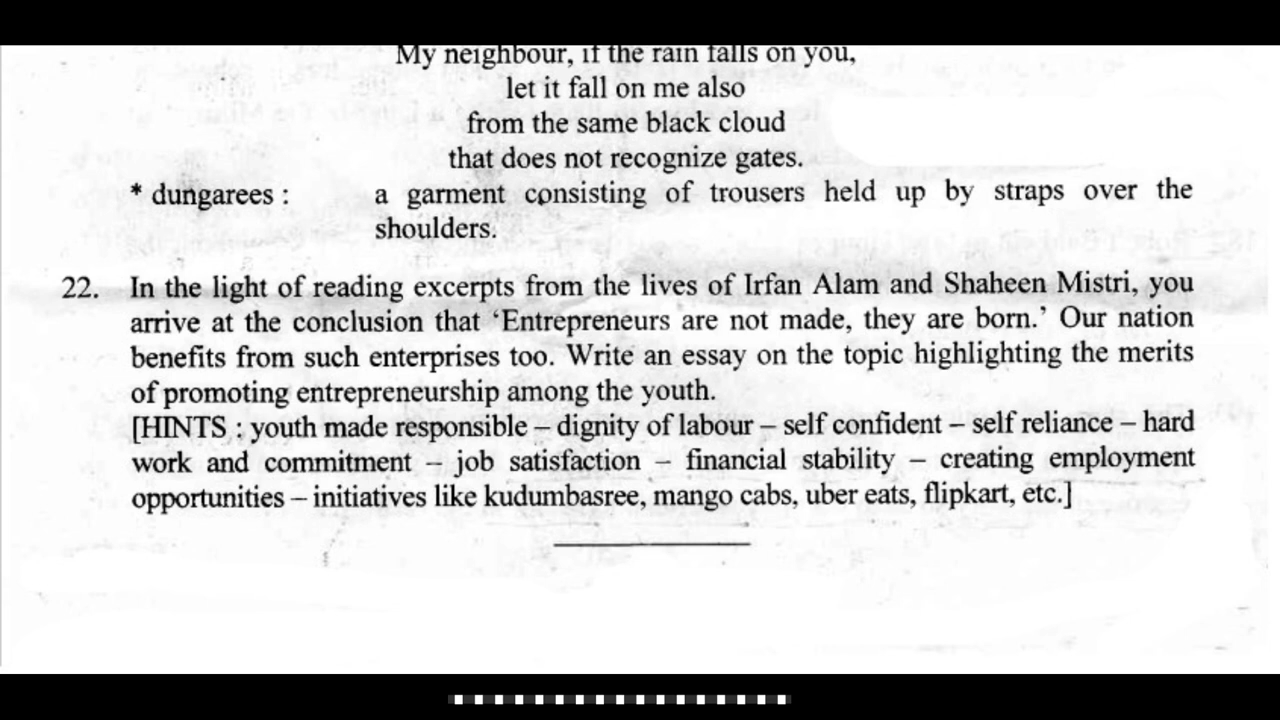 My neighbour, if the rain falls on you,
let it fall on me also
from the same black cloud
that does not recognize gates.
* dungarees : a garment consisting of trousers held up by straps over the
shoulders.
22. In the light of reading excerpts from the lives of Irfan Alam and Shaheen Mistri, you
arrive at the conclusion that ‘Entrepreneurs are not made, they are born.’ Our nation
benefits from such enterprises too. Write an essay on the topic highlighting the merits
of promoting entrepreneurship among the youth.
[HINTS : youth made responsible – dignity of labour – self confident – self reliance – hard
work and commitment – job satisfaction – financial stability – creating employment
opportunities – initiatives like kudumbasree, mango cabs, uber eats, flipkart, etc.]